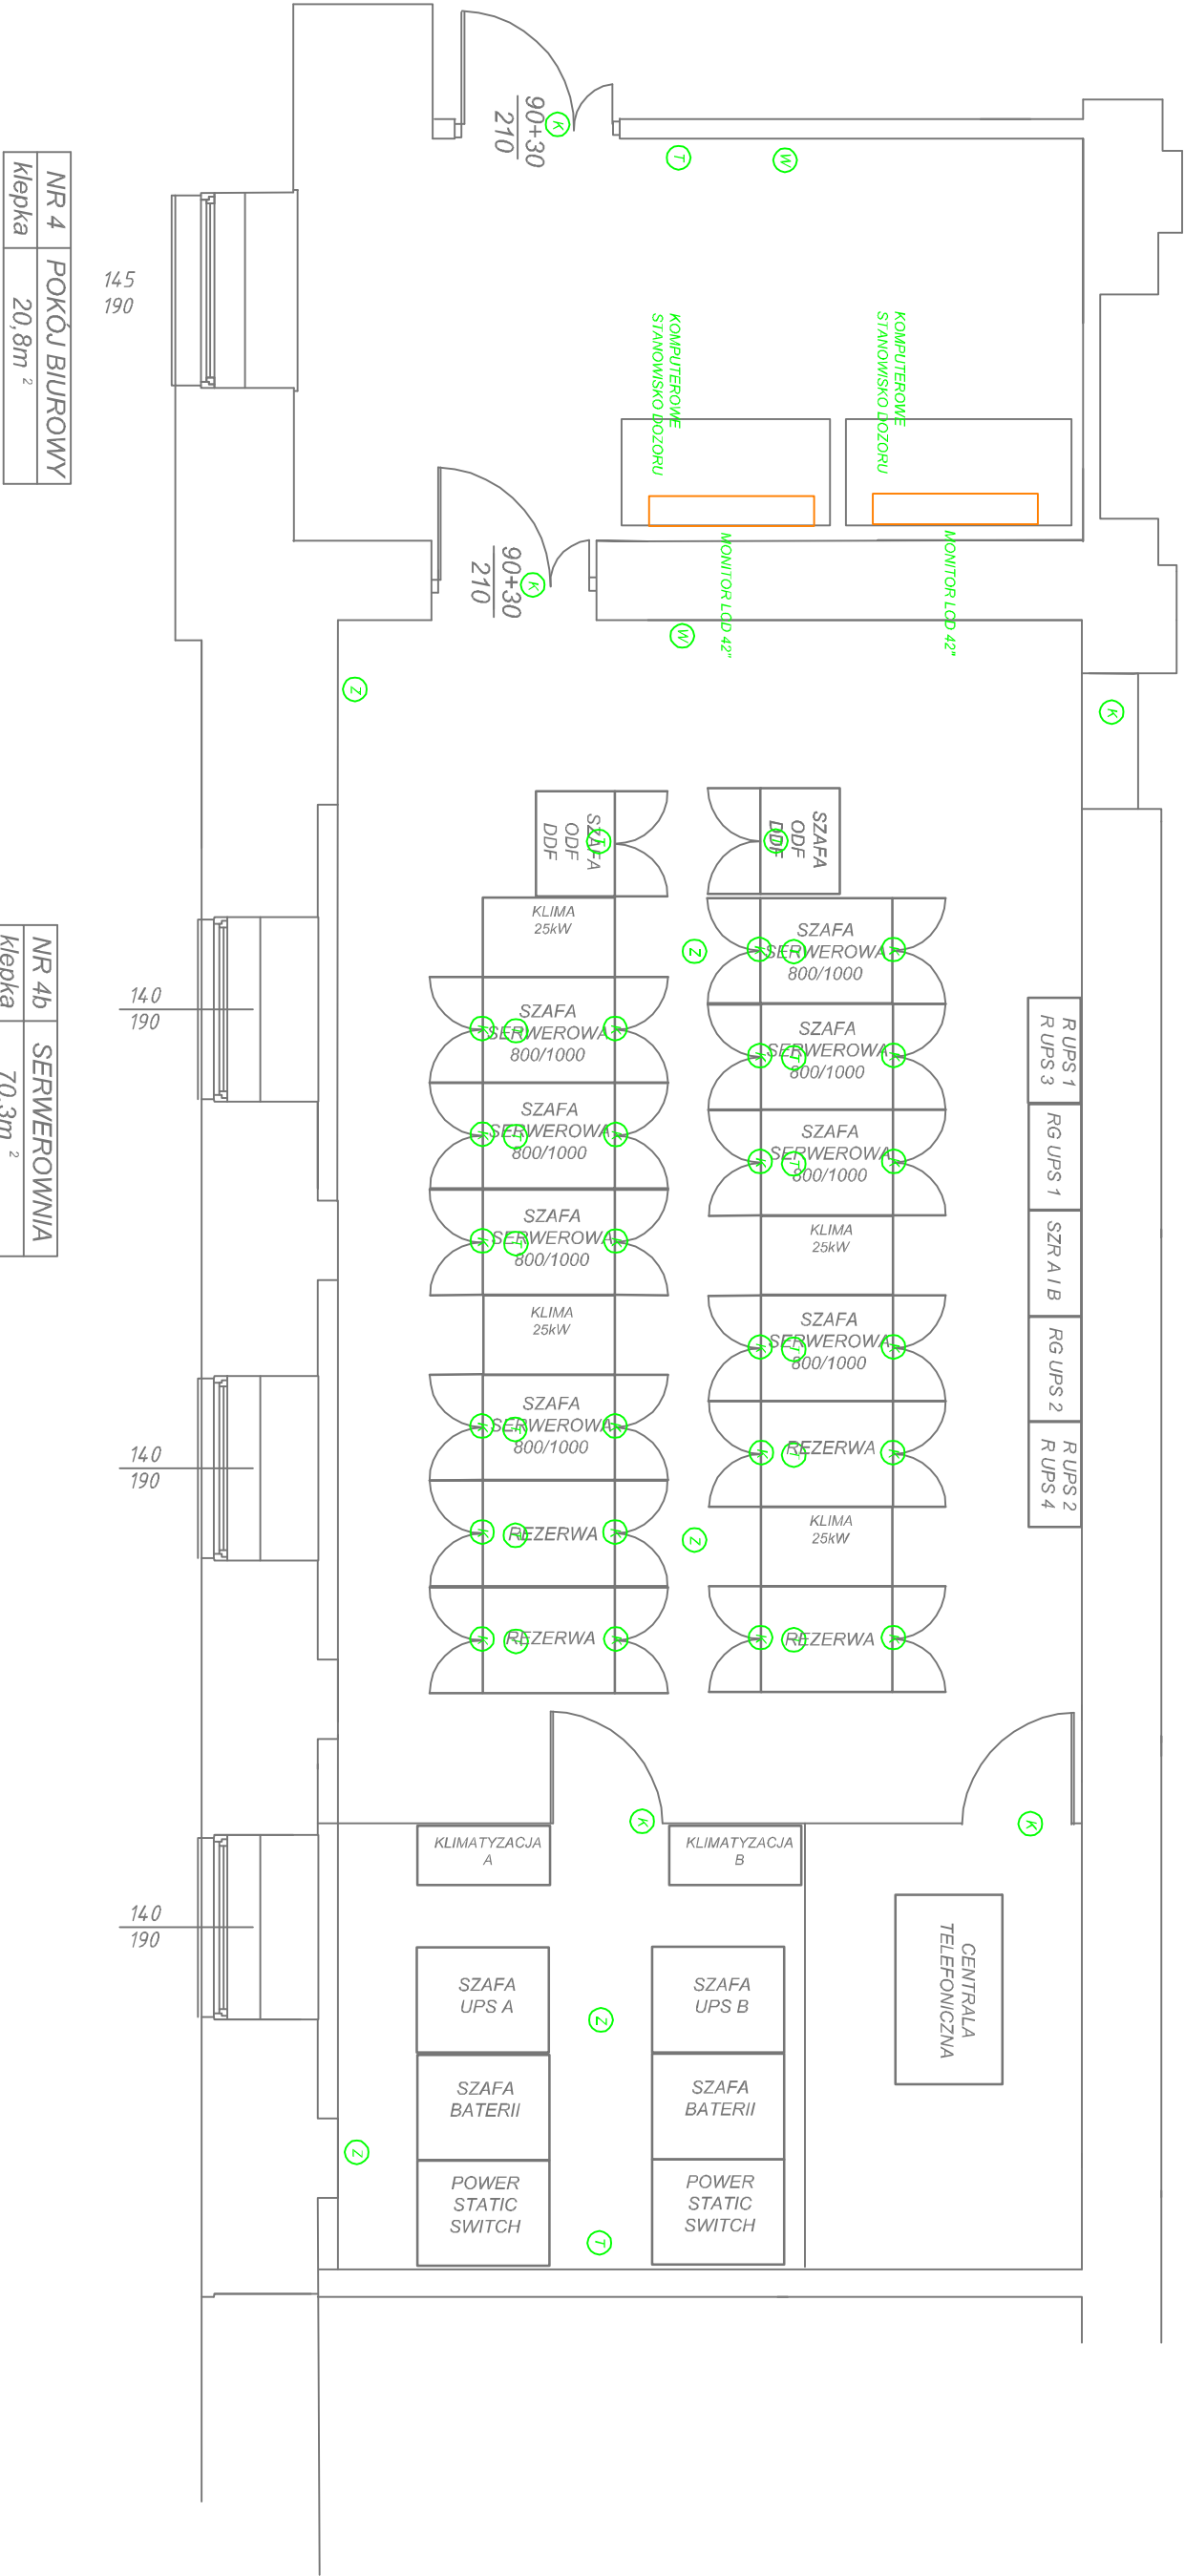 90+30
210
K
T
W
145
190
NR 4 POKÓJ BIUROWY
klepka 20,8m ²
KOMPUTEROWE
STANOWISKO DOZORU
KOMPUTEROWE
STANOWISKO DOZORU
MONITOR LCD 42"
MONITOR LCD 42"
90+30
210
K
W
Z
K
SZAFA
ODF
DDF
T
SZAFA
ODF
DDF
T
KLIMA
25kW
Z
K
SZAFA
SERWEROWA
800/1000
T
K
K
SZAFA
SERWEROWA
800/1000
T
K
K
SZAFA
SERWEROWA
800/1000
T
K
K
SZAFA
SERWEROWA
800/1000
T
K
K
SZAFA
SERWEROWA
800/1000
T
K
K
SZAFA
SERWEROWA
800/1000
T
K
KLIMA
25kW
KLIMA
25kW
K
SZAFA
SERWEROWA
800/1000
T
K
K
SZAFA
SERWEROWA
800/1000
T
K
K
T
REZERWA
K
K
T
REZERWA
K
KLIMA
25kW
Z
K
T
REZERWA
K
K
T
REZERWA
K
R UPS 1
R UPS 3
RG UPS 1
SZR A I B
RG UPS 2
R UPS 2
R UPS 4
140
190
NR 4b SERWEROWNIA
klepka 70,3m ²
140
190
140
190
K
K
KLIMATYZACJA
A
KLIMATYZACJA
B
CENTRALA
TELEFONICZNA
SZAFA
UPS A
SZAFA
UPS B
Z
SZAFA
BATERII
SZAFA
BATERII
Z
POWER
STATIC
SWITCH
POWER
STATIC
SWITCH
T